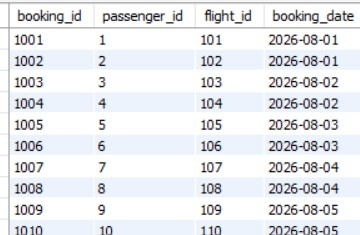 booking_id passenger_id flight_id booking_date
1001 1 101 2026-08-01
1002 2 102 2026-08-01
1003 3 103 2026-08-02
1004 4 104 2026-08-02
1005 5 105 2026-08-03
1006 6 106 2026-08-03
1007 7 107 2026-08-04
1008 8 108 2026-08-04
1009 9 109 2026-08-05
1010 10 110 2026-08-05